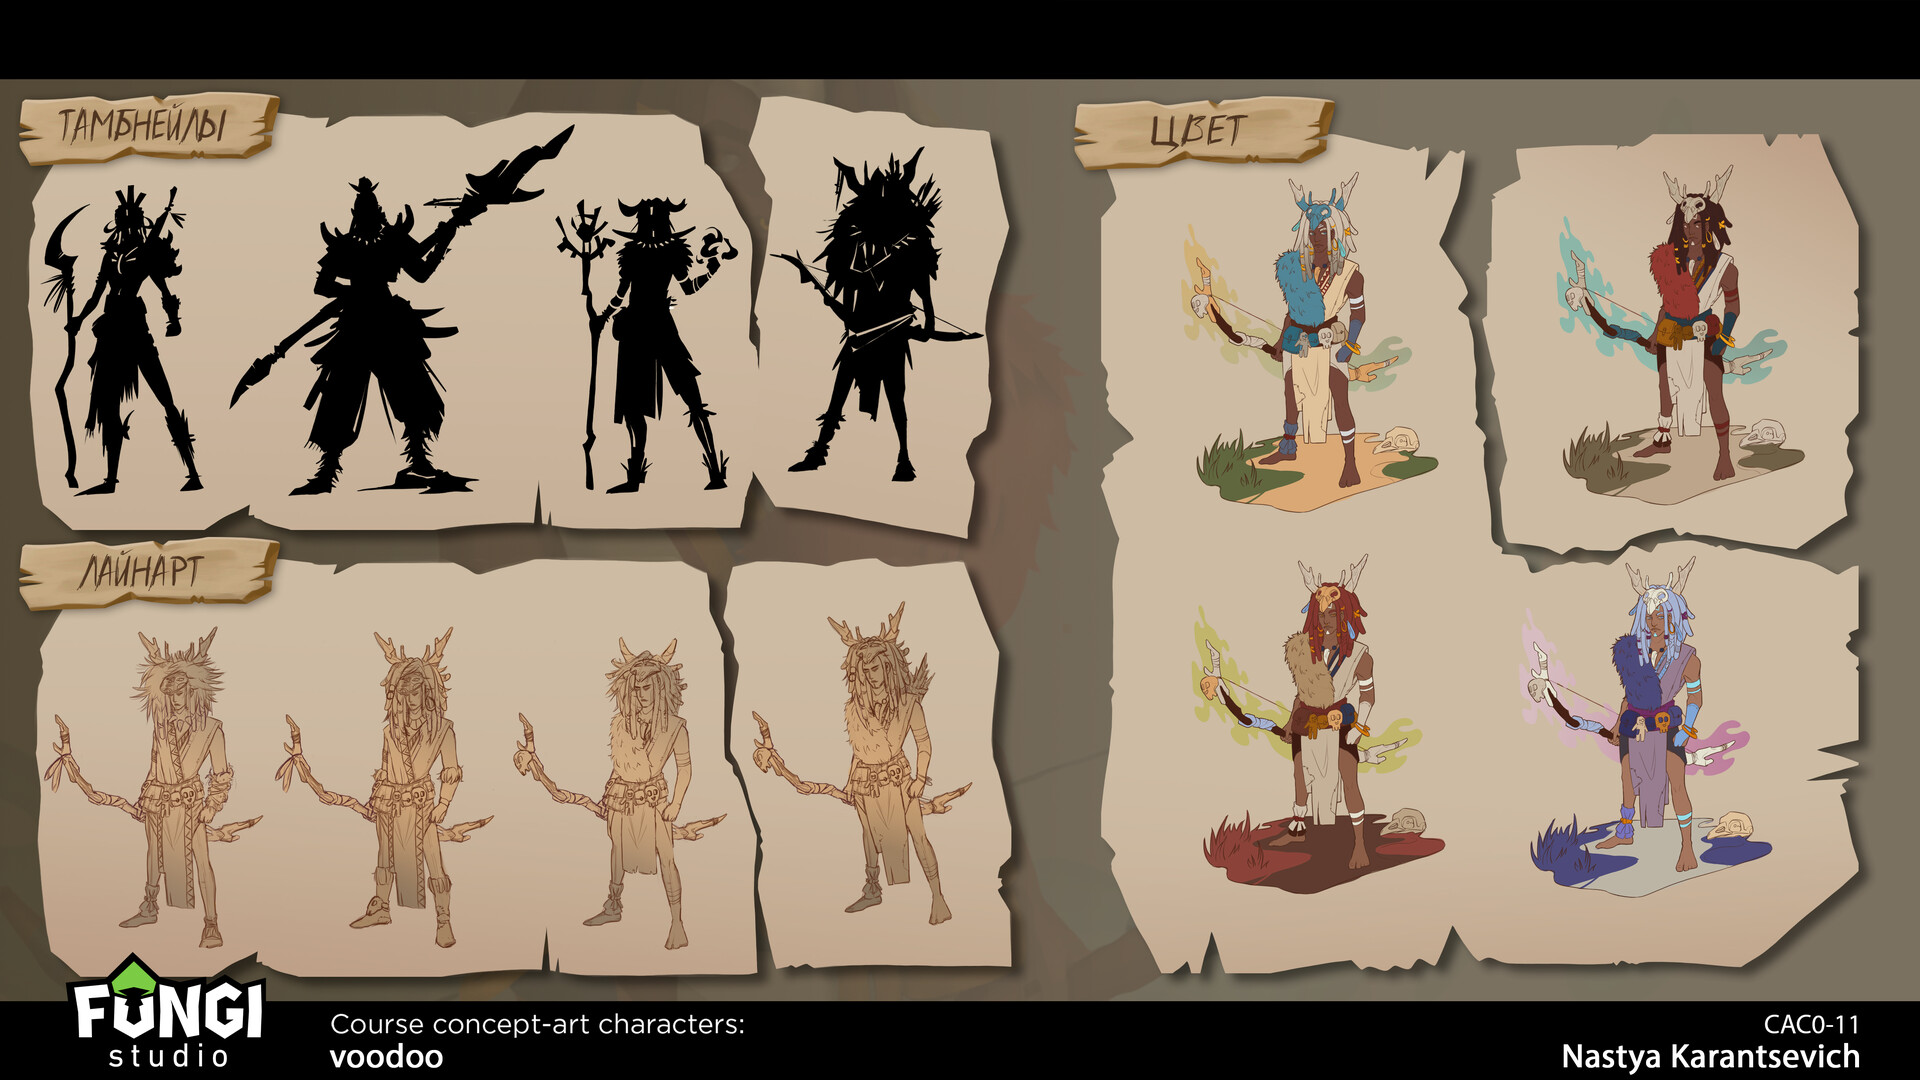 ТАМБНЕЙЛЫ
ЦВЕТ
ЛАЙНАРТ
FUNGI
studio
Course concept-art characters:
voodoo
CAC0-11
Nastya Karantsevich